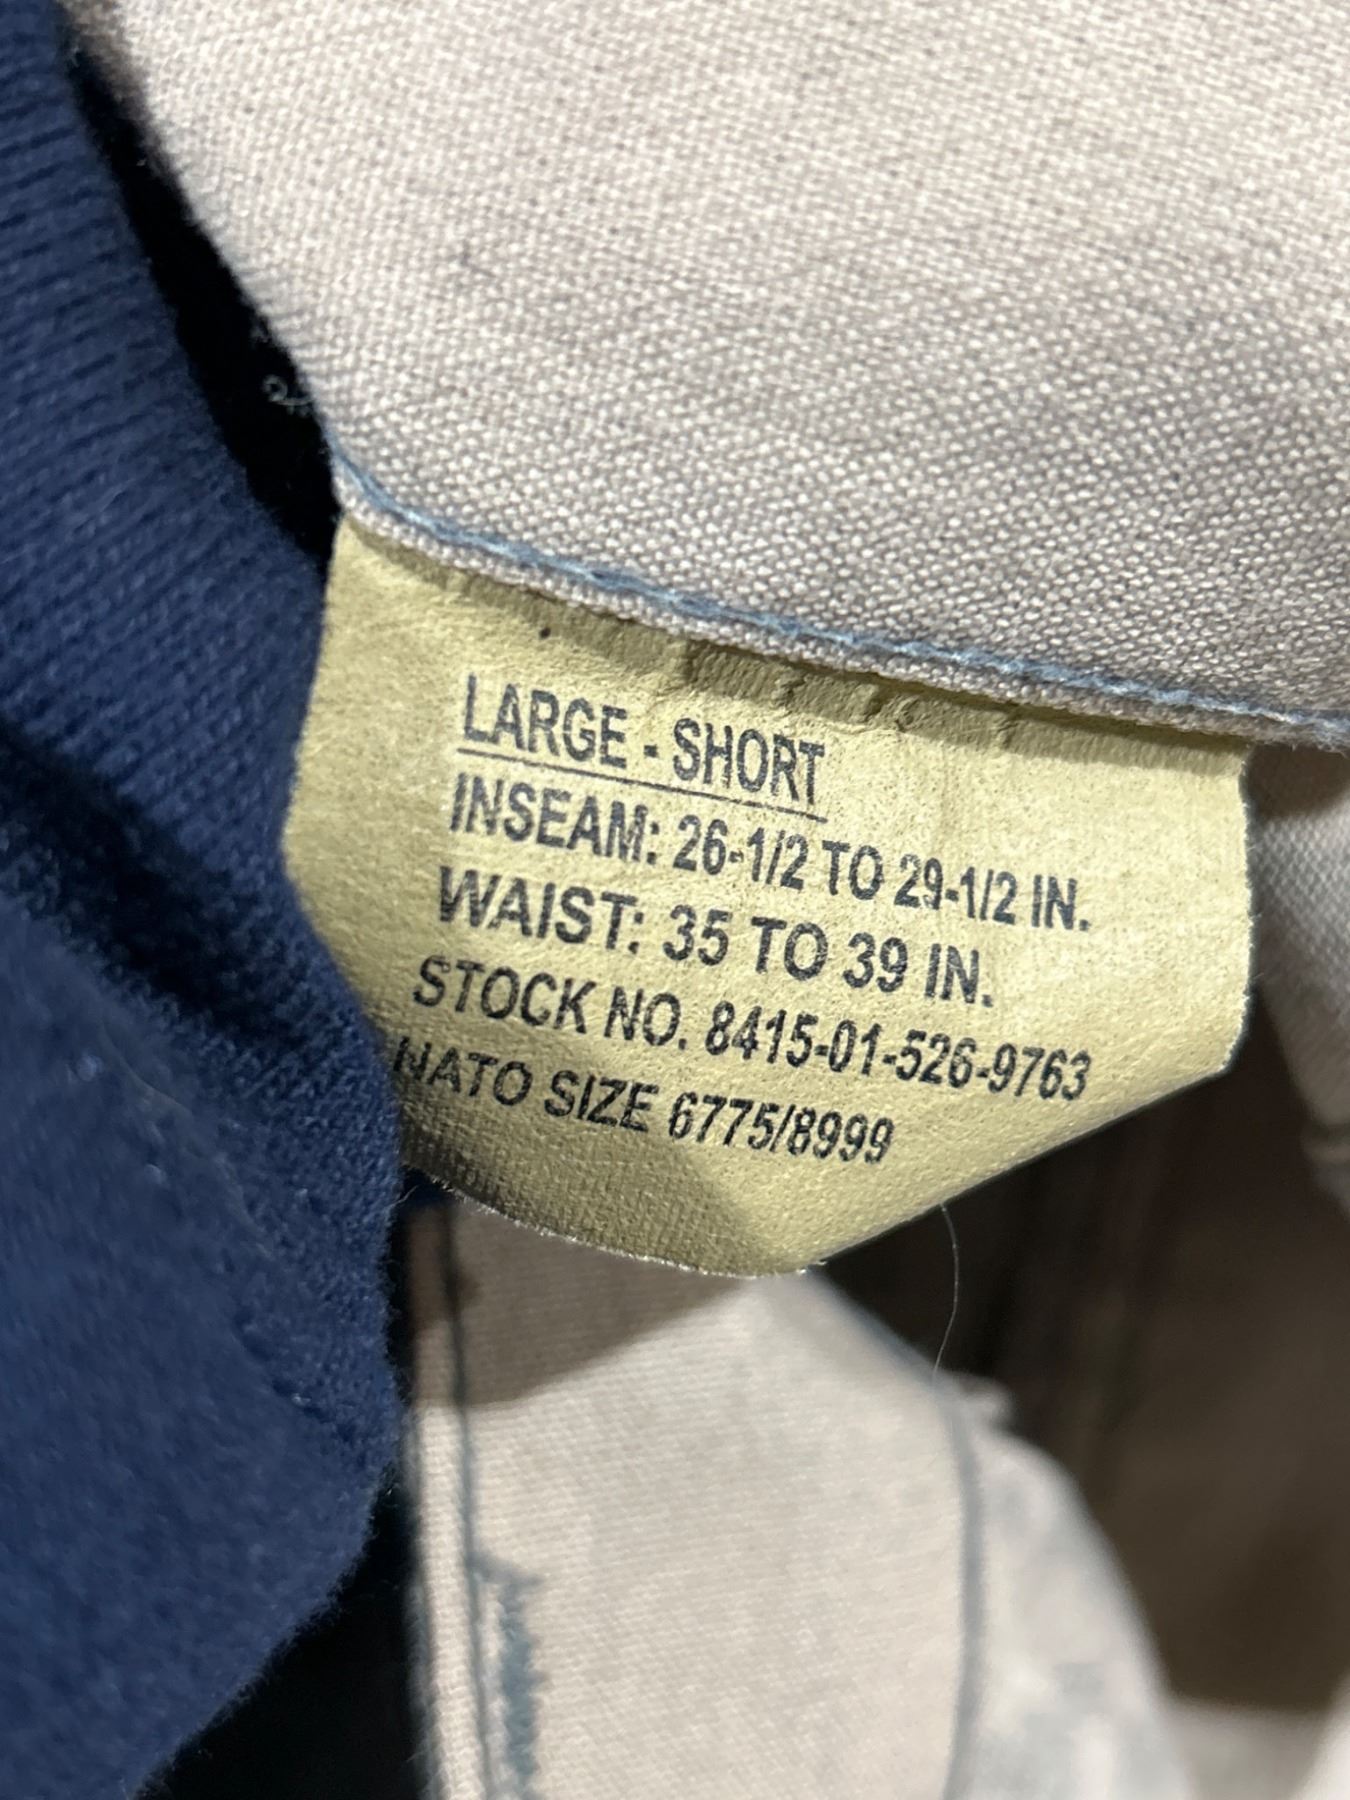 LARGE - SHORT
INSEAM: 26-1/2 TO 29-1/2 IN.
WAIST: 35 TO 39 IN.
STOCK NO. 8415-01-526-9763
NATO SIZE 6775/8999